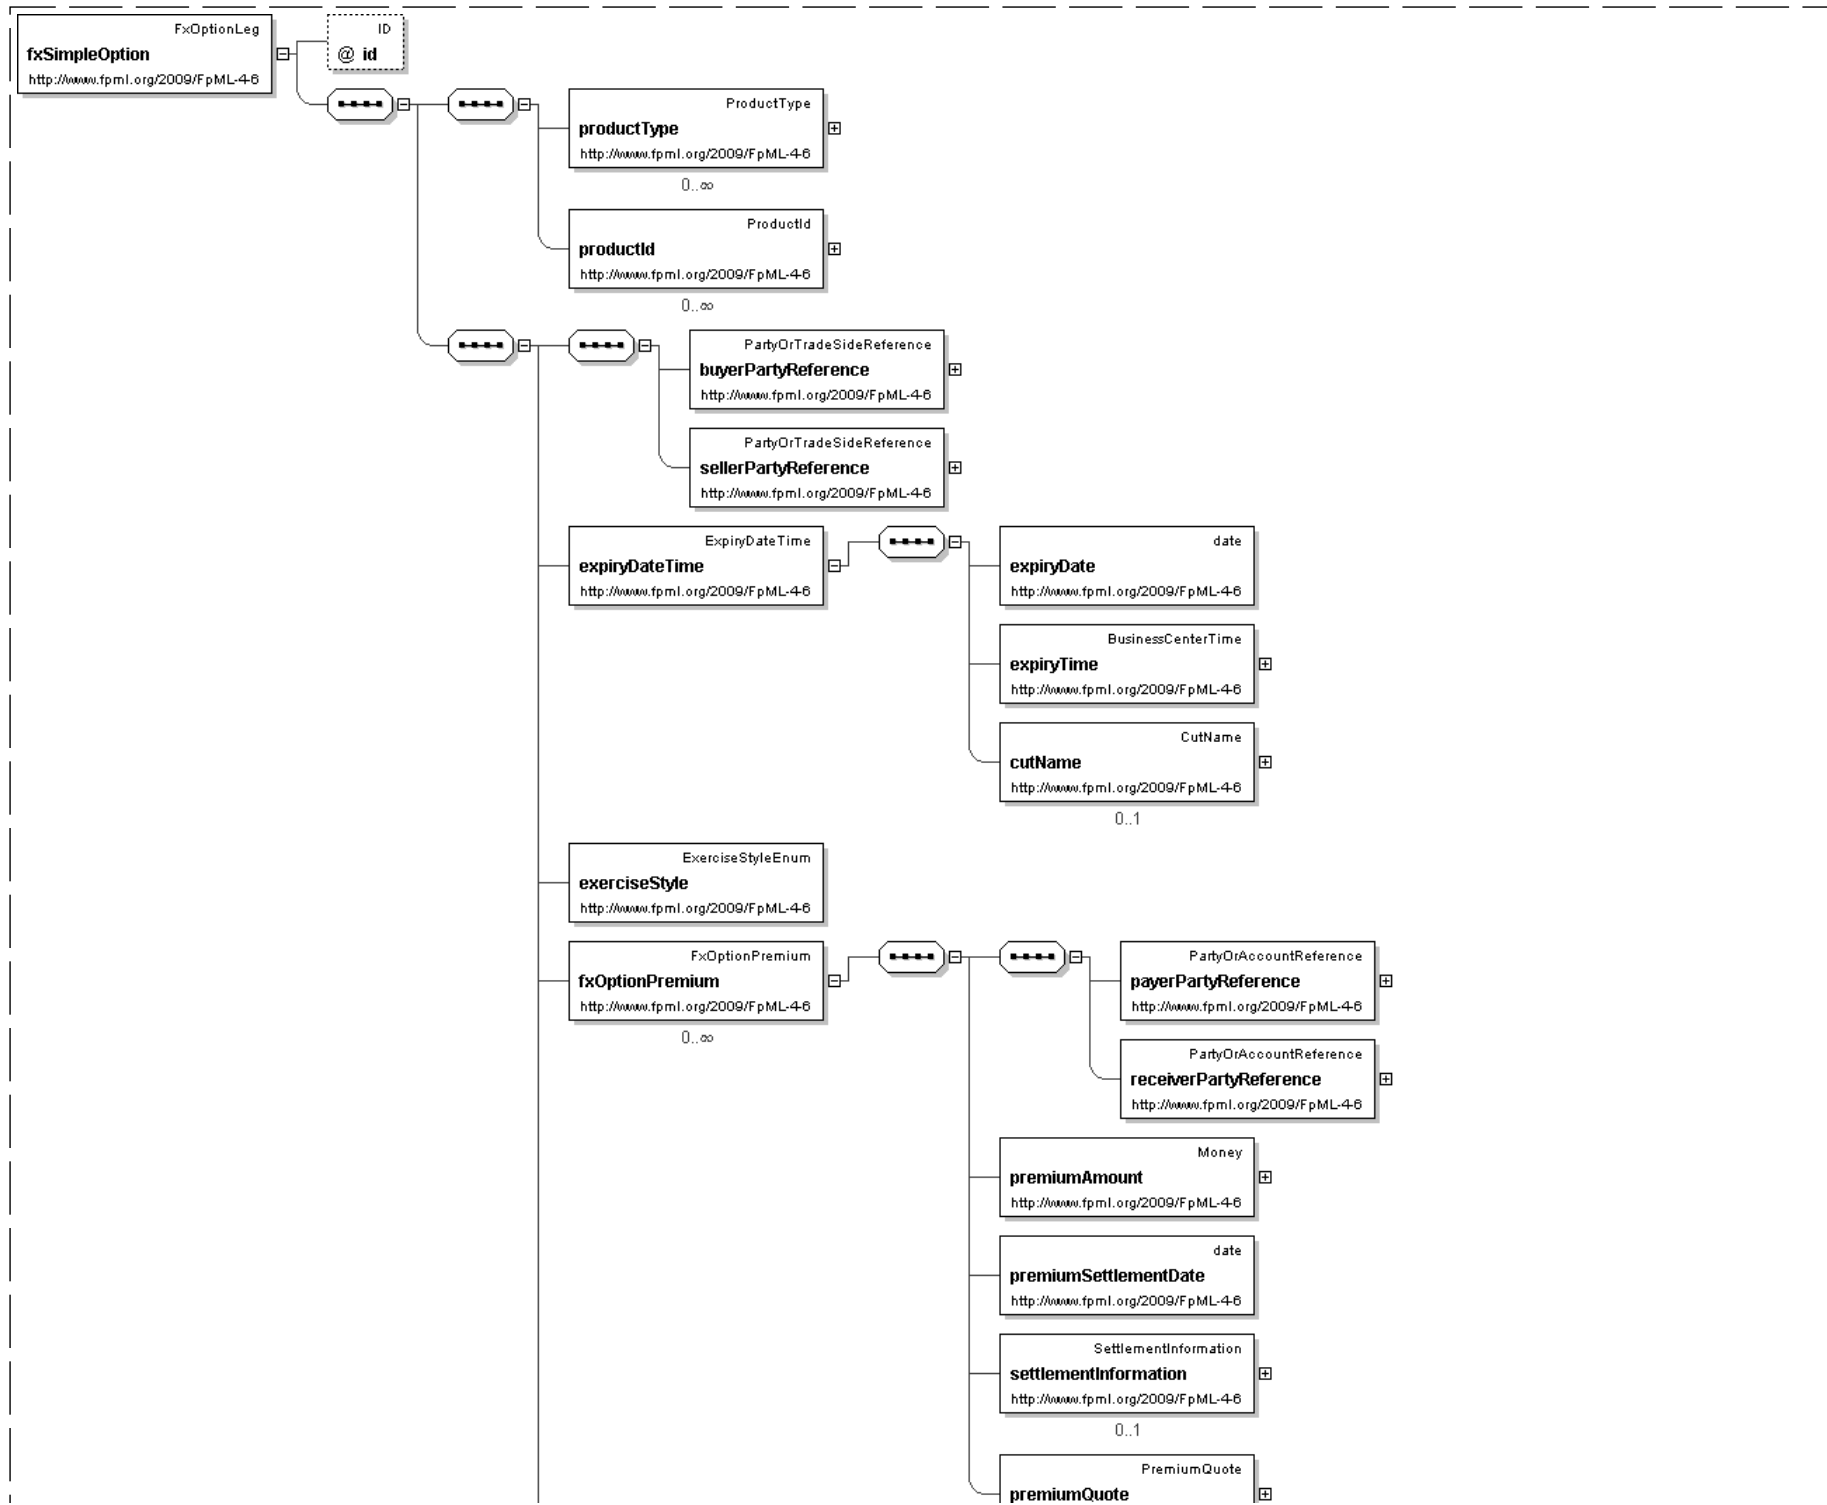 FxOptionLeg
fxSimpleOption
http://www.fpml.org/2009/FpML-4-6
ID
@ id
ProductType
productType
http://www.fpml.org/2009/FpML-4-6
0..∞
ProductId
productId
http://www.fpml.org/2009/FpML-4-6
0..∞
PartyOrTradeSideReference
buyerPartyReference
http://www.fpml.org/2009/FpML-4-6
PartyOrTradeSideReference
sellerPartyReference
http://www.fpml.org/2009/FpML-4-6
ExpiryDateTime
expiryDateTime
http://www.fpml.org/2009/FpML-4-6
date
expiryDate
http://www.fpml.org/2009/FpML-4-6
BusinessCenterTime
expiryTime
http://www.fpml.org/2009/FpML-4-6
CutName
cutName
http://www.fpml.org/2009/FpML-4-6
0..1
ExerciseStyleEnum
exerciseStyle
http://www.fpml.org/2009/FpML-4-6
FxOptionPremium
fxOptionPremium
http://www.fpml.org/2009/FpML-4-6
0..∞
PartyOrAccountReference
payerPartyReference
http://www.fpml.org/2009/FpML-4-6
PartyOrAccountReference
receiverPartyReference
http://www.fpml.org/2009/FpML-4-6
Money
premiumAmount
http://www.fpml.org/2009/FpML-4-6
date
premiumSettlementDate
http://www.fpml.org/2009/FpML-4-6
SettlementInformation
settlementInformation
http://www.fpml.org/2009/FpML-4-6
0..1
PremiumQuote
premiumQuote